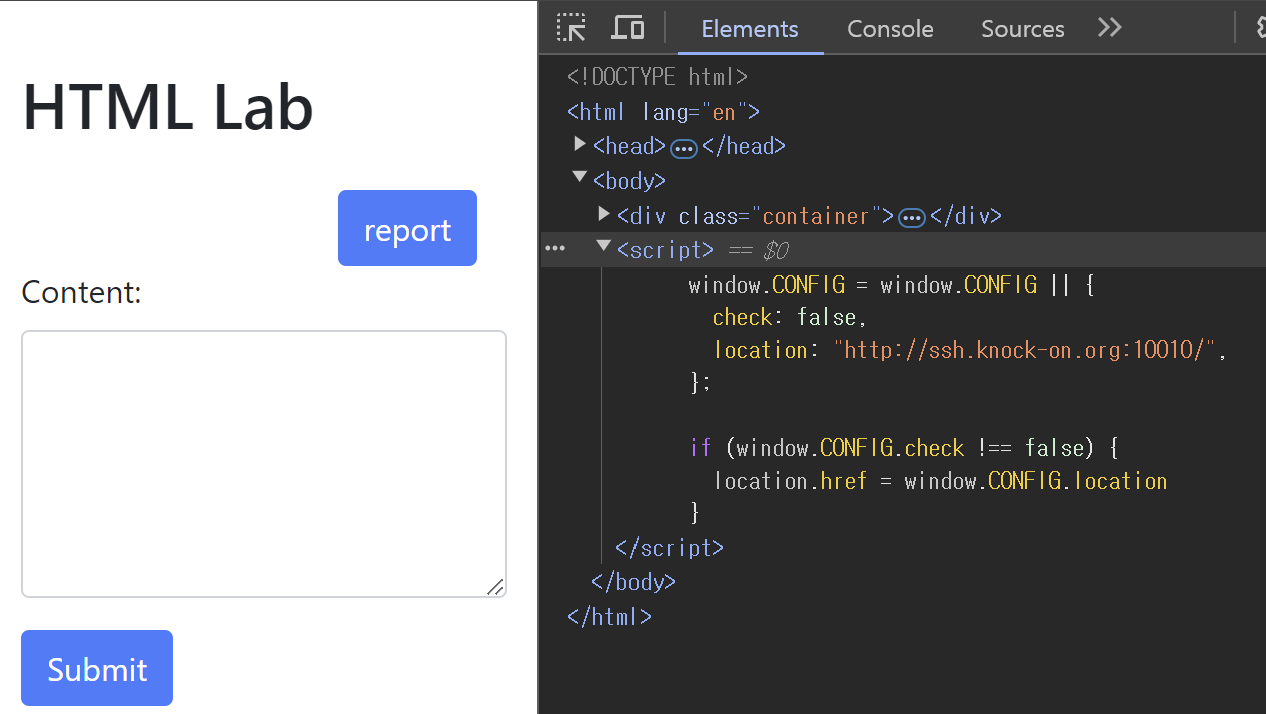 HTML Lab
report
Content:
Submit
Elements Console Sources
<!DOCTYPE html>
<html lang="en">
<head>…</head>
<body>
<div class="container">…</div>
<script> == $0
window.CONFIG = window.CONFIG || {
check: false,
location: "http://ssh.knock-on.org:10010/",
};
if (window.CONFIG.check !== false) {
location.href = window.CONFIG.location
}
</script>
</body>
</html>